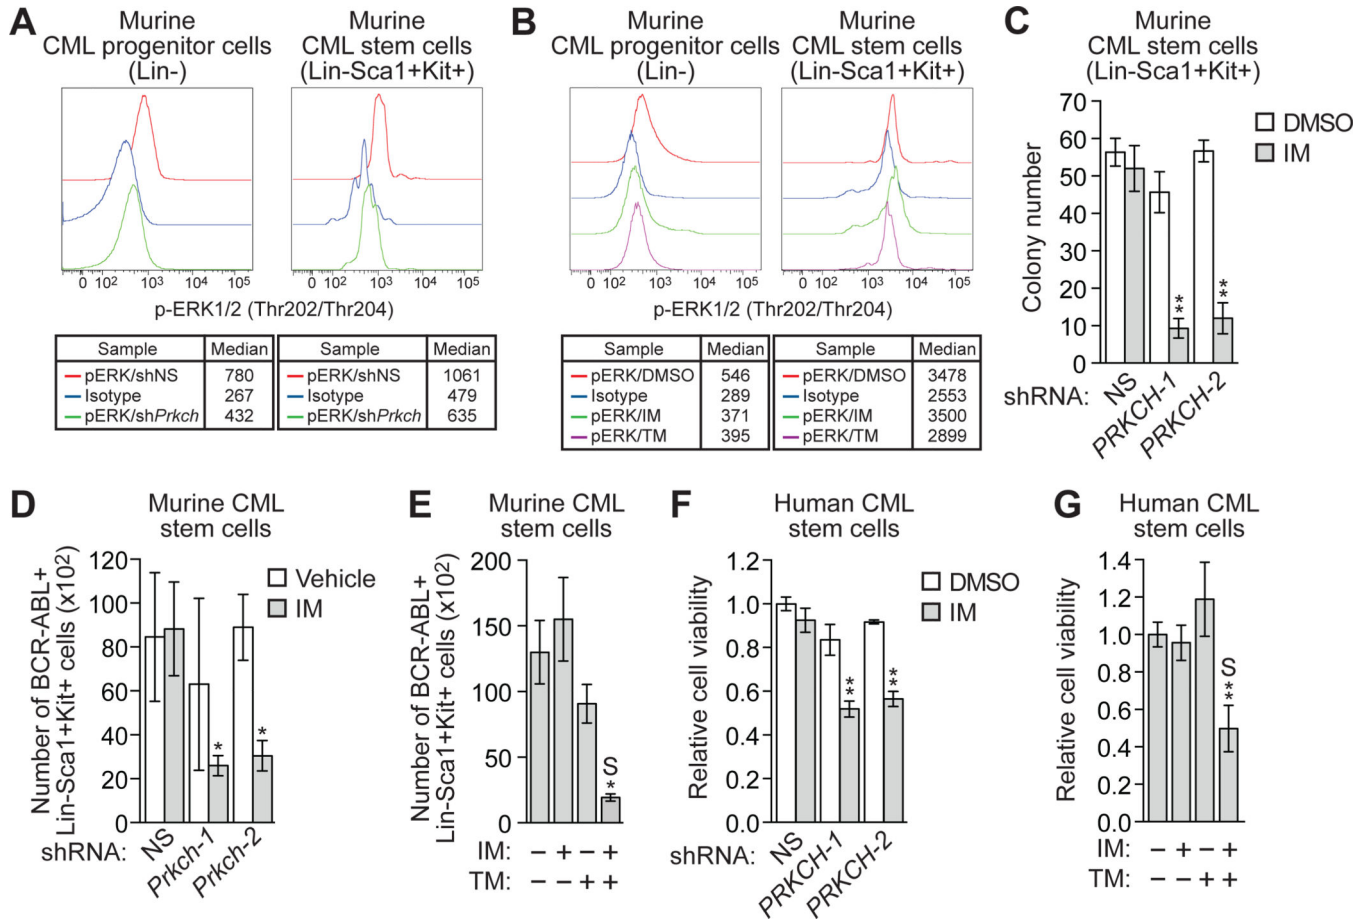 A
Murine
CML progenitor cells
(Lin-)
Murine
CML stem cells
(Lin-Sca1+Kit+)
0 10² 10³ 10⁴ 10⁵
0 10² 10³ 10⁴ 10⁵
p-ERK1/2 (Thr202/Thr204)
Sample Median
pERK/shNS 780
Isotype 267
pERK/shPrkch 432
Sample Median
pERK/shNS 1061
Isotype 479
pERK/shPrkch 635
B
Murine
CML progenitor cells
(Lin-)
Murine
CML stem cells
(Lin-Sca1+Kit+)
0 10² 10³ 10⁴ 10⁵
0 10² 10³ 10⁴ 10⁵
p-ERK1/2 (Thr202/Thr204)
Sample Median
pERK/DMSO 546
Isotype 289
pERK/IM 371
pERK/TM 395
Sample Median
pERK/DMSO 3478
Isotype 2553
pERK/IM 3500
pERK/TM 2899
C
Murine
CML stem cells
(Lin-Sca1+Kit+)
Colony number
70
60
50
40
30
20
10
0
DMSO
IM
**
**
shRNA: NS PRKCH-1 PRKCH-2
D
Murine CML
stem cells
Number of BCR-ABL+
Lin-Sca1+Kit+ cells (x10²)
120
100
80
60
40
20
0
Vehicle
IM
*
*
shRNA: NS Prkch-1 Prkch-2
E
Murine CML
stem cells
Number of BCR-ABL+
Lin-Sca1+Kit+ cells (x10²)
200
150
100
50
0
S
*
IM: – + – +
TM: – – + +
F
Human CML
stem cells
Relative cell viability
1.2
1.0
0.8
0.6
0.4
0.2
0.0
DMSO
IM
**
**
shRNA: NS PRKCH-1 PRKCH-2
G
Human CML
stem cells
Relative cell viability
1.4
1.2
1.0
0.8
0.6
0.4
0.2
0.0
S
**
IM: – + – +
TM: – – + +